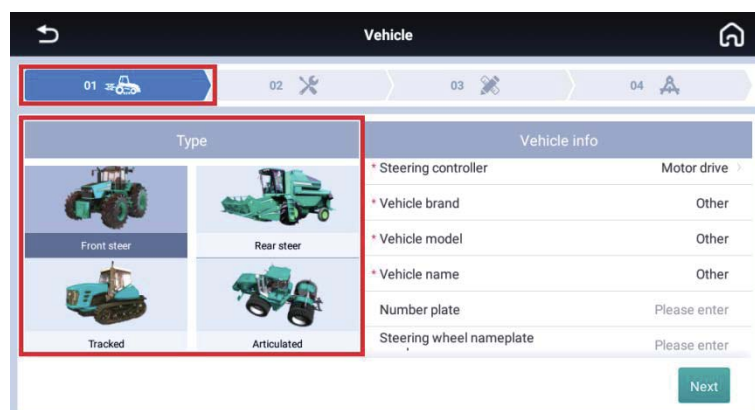 Vehicle
01
02
03
04
Type
Vehicle info
Front steer
Rear steer
Tracked
Articulated
* Steering controller Motor drive
* Vehicle brand Other
* Vehicle model Other
* Vehicle name Other
Number plate Please enter
Steering wheel nameplate Please enter
Next